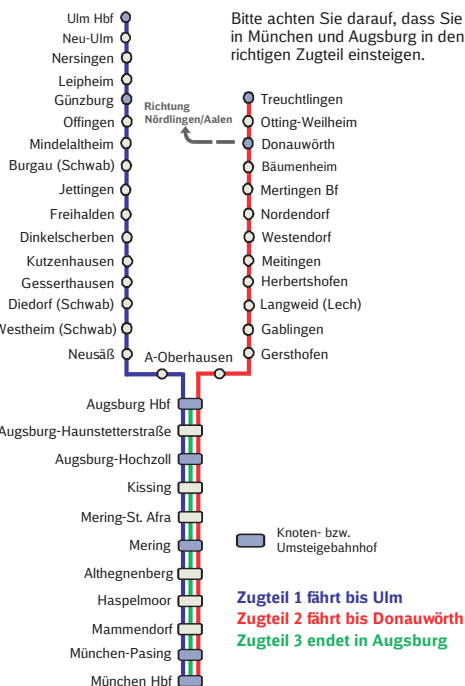 Bitte achten Sie darauf, dass Sie
in München und Augsburg in den
richtigen Zugteil einsteigen.
Ulm Hbf
Neu-Ulm
Nersingen
Leipheim
Günzburg
Offingen
Mindelaltheim
Burgau (Schwab)
Jettingen
Freihalden
Dinkelscherben
Kutzenhausen
Gesserthausen
Diedorf (Schwab)
Westheim (Schwab)
Neusäß
Richtung
Nördlingen/Aalen
Treuchtlingen
Otting-Weilheim
Donauwörth
Bäumenheim
Mertingen Bf
Nordendorf
Westendorf
Meitingen
Herbertshofen
Langweid (Lech)
Gablingen
Gersthofen
A-Oberhausen
Augsburg Hbf
Augsburg-Haunstetterstraße
Augsburg-Hochzoll
Kissing
Mering-St. Afra
Mering
Althegnenberg
Haspelmoor
Mammendorf
München-Pasing
München Hbf
Knoten- bzw.
Umsteigebahnhof
Zugteil 1 fährt bis Ulm
Zugteil 2 fährt bis Donauwörth
Zugteil 3 endet in Augsburg